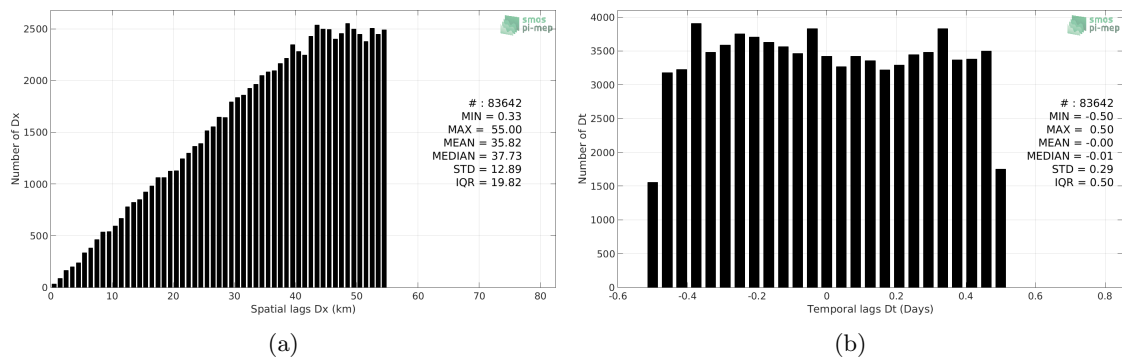 smos
pi-mep
2500
2000
1500
1000
500
0
Number of Dx
# : 83642
MIN = 0.33
MAX = 55.00
MEAN = 35.82
MEDIAN = 37.73
STD = 12.89
IQR = 19.82
0 10 20 30 40 50 60 70 80
Spatial lags Dx (km)
(a)
smos
pi-mep
4000
3500
3000
2500
2000
1500
1000
500
0
Number of Dt
# : 83642
MIN = -0.50
MAX = 0.50
MEAN = -0.00
MEDIAN = -0.01
STD = 0.29
IQR = 0.50
-0.6 -0.4 -0.2 0 0.2 0.4 0.6 0.8
Temporal lags Dt (Days)
(b)